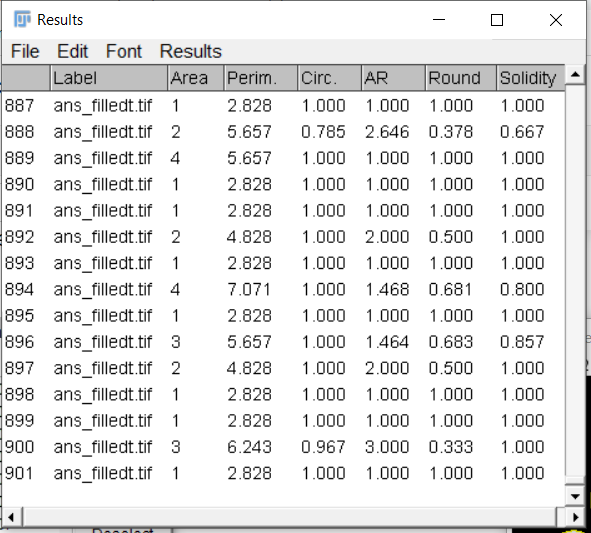 Results
File Edit Font Results
Label Area Perim. Circ. AR Round Solidity
887 ans_filledt.tif 1 2.828 1.000 1.000 1.000 1.000
888 ans_filledt.tif 2 5.657 0.785 2.646 0.378 0.667
889 ans_filledt.tif 4 5.657 1.000 1.000 1.000 1.000
890 ans_filledt.tif 1 2.828 1.000 1.000 1.000 1.000
891 ans_filledt.tif 1 2.828 1.000 1.000 1.000 1.000
892 ans_filledt.tif 2 4.828 1.000 2.000 0.500 1.000
893 ans_filledt.tif 1 2.828 1.000 1.000 1.000 1.000
894 ans_filledt.tif 4 7.071 1.000 1.468 0.681 0.800
895 ans_filledt.tif 1 2.828 1.000 1.000 1.000 1.000
896 ans_filledt.tif 3 5.657 1.000 1.464 0.683 0.857
897 ans_filledt.tif 2 4.828 1.000 2.000 0.500 1.000
898 ans_filledt.tif 1 2.828 1.000 1.000 1.000 1.000
899 ans_filledt.tif 1 2.828 1.000 1.000 1.000 1.000
900 ans_filledt.tif 3 6.243 0.967 3.000 0.333 1.000
901 ans_filledt.tif 1 2.828 1.000 1.000 1.000 1.000